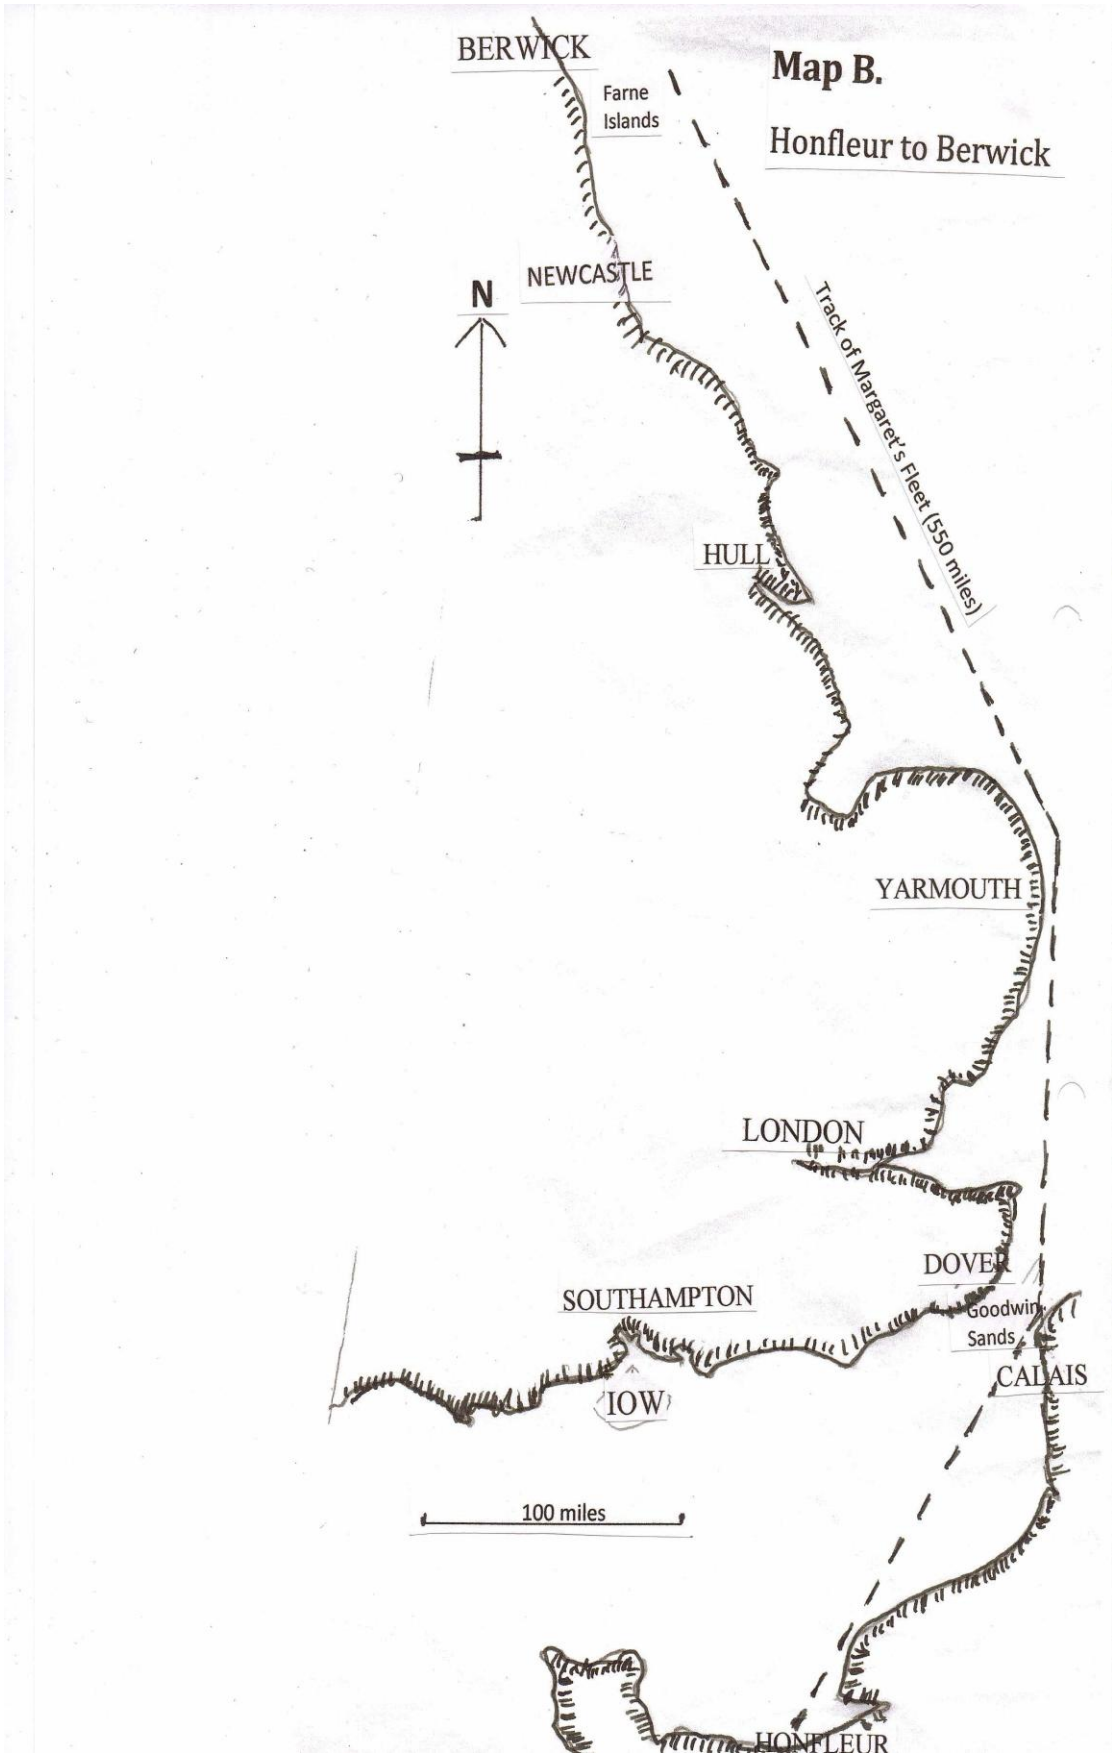 BERWICK
Map B.
Farne
Islands
Honfleur to Berwick
NEWCASTLE
N
Track of Margaret's Fleet (550 miles)
HULL
YARMOUTH
LONDON
DOVER
SOUTHAMPTON
Goodwin
Sands
CALAIS
IOW
100 miles
HONFLEUR